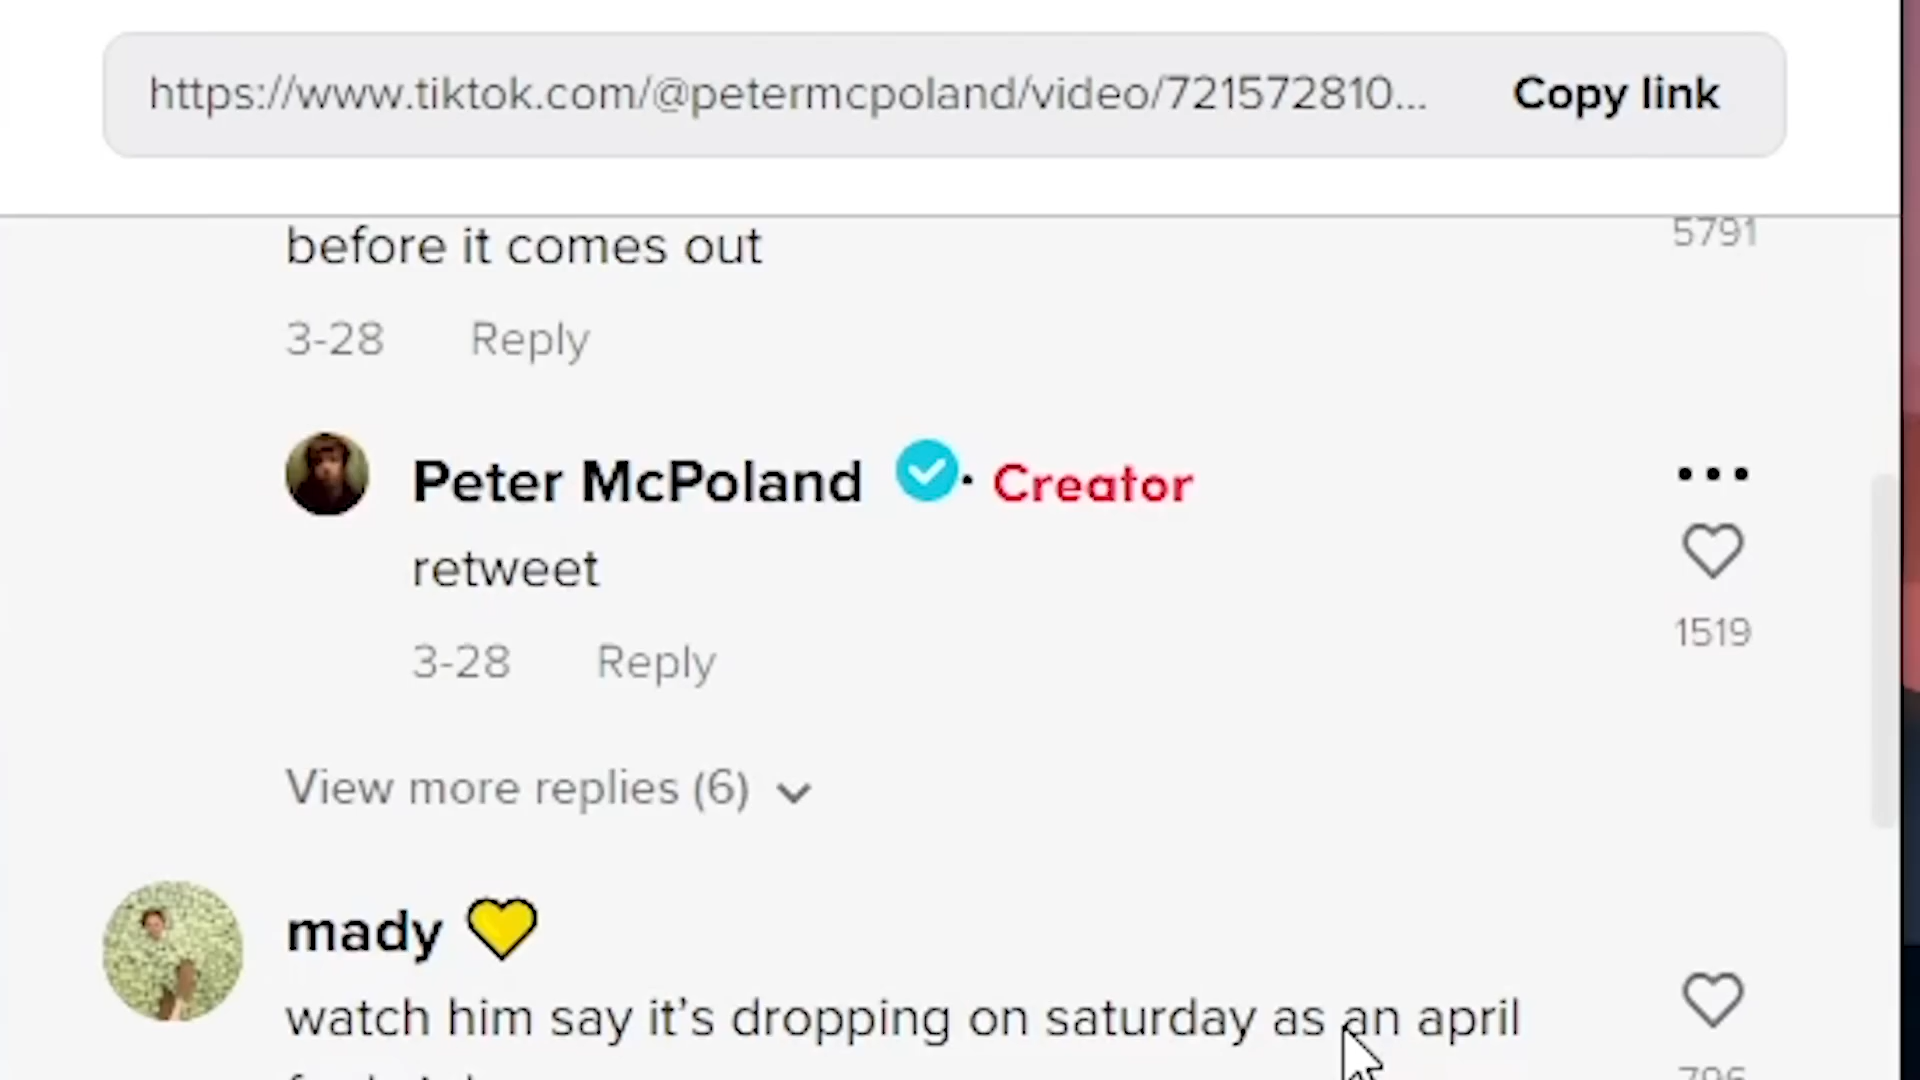 https://www.tiktok.com/@petermcpoland/video/721572810... Copy link
before it comes out
5791
3-28 Reply
Peter McPoland · Creator
retweet
1519
3-28 Reply
View more replies (6)
mady
watch him say it's dropping on saturday as an april